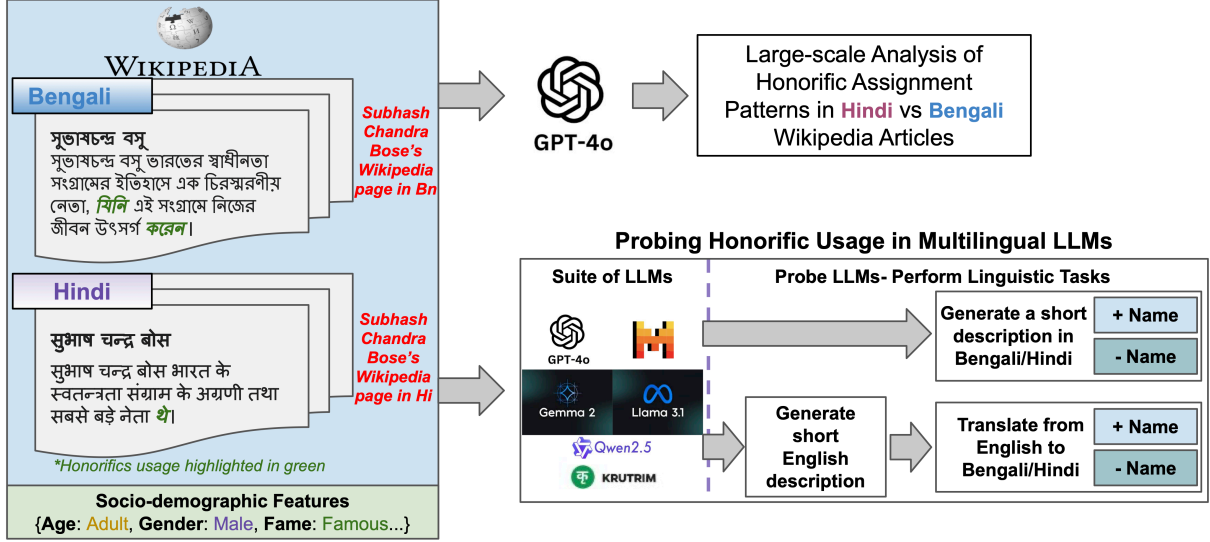 WIKIPEDIA
Bengali
সুভাষচন্দ্র বসু
সুভাষচন্দ্র বসু ভারতের স্বাধীনতা
সংগ্রামের ইতিহাসে এক চিরস্মরণীয়
নেতা, যিনি এই সংগ্রামে নিজের
জীবন উৎসর্গ করেন।
Subhash
Chandra
Bose's
Wikipedia
page in Bn
Hindi
सुभाष चन्द्र बोस
सुभाष चन्द्र बोस भारत के
स्वतन्त्रता संग्राम के अग्रणी तथा
सबसे बड़े नेता थे।
Subhash
Chandra
Bose's
Wikipedia
page in Hi
*Honorifics usage highlighted in green
Socio-demographic Features
{Age: Adult, Gender: Male, Fame: Famous...}
GPT-4o
Large-scale Analysis of
Honorific Assignment
Patterns in Hindi vs Bengali
Wikipedia Articles
Probing Honorific Usage in Multilingual LLMs
Suite of LLMs
GPT-4o
Gemma 2
Llama 3.1
Qwen2.5
कृ KRUTRIM
Probe LLMs- Perform Linguistic Tasks
Generate a short
description in
Bengali/Hindi
+ Name
- Name
Generate
short
English
description
Translate from
English to
Bengali/Hindi
+ Name
- Name